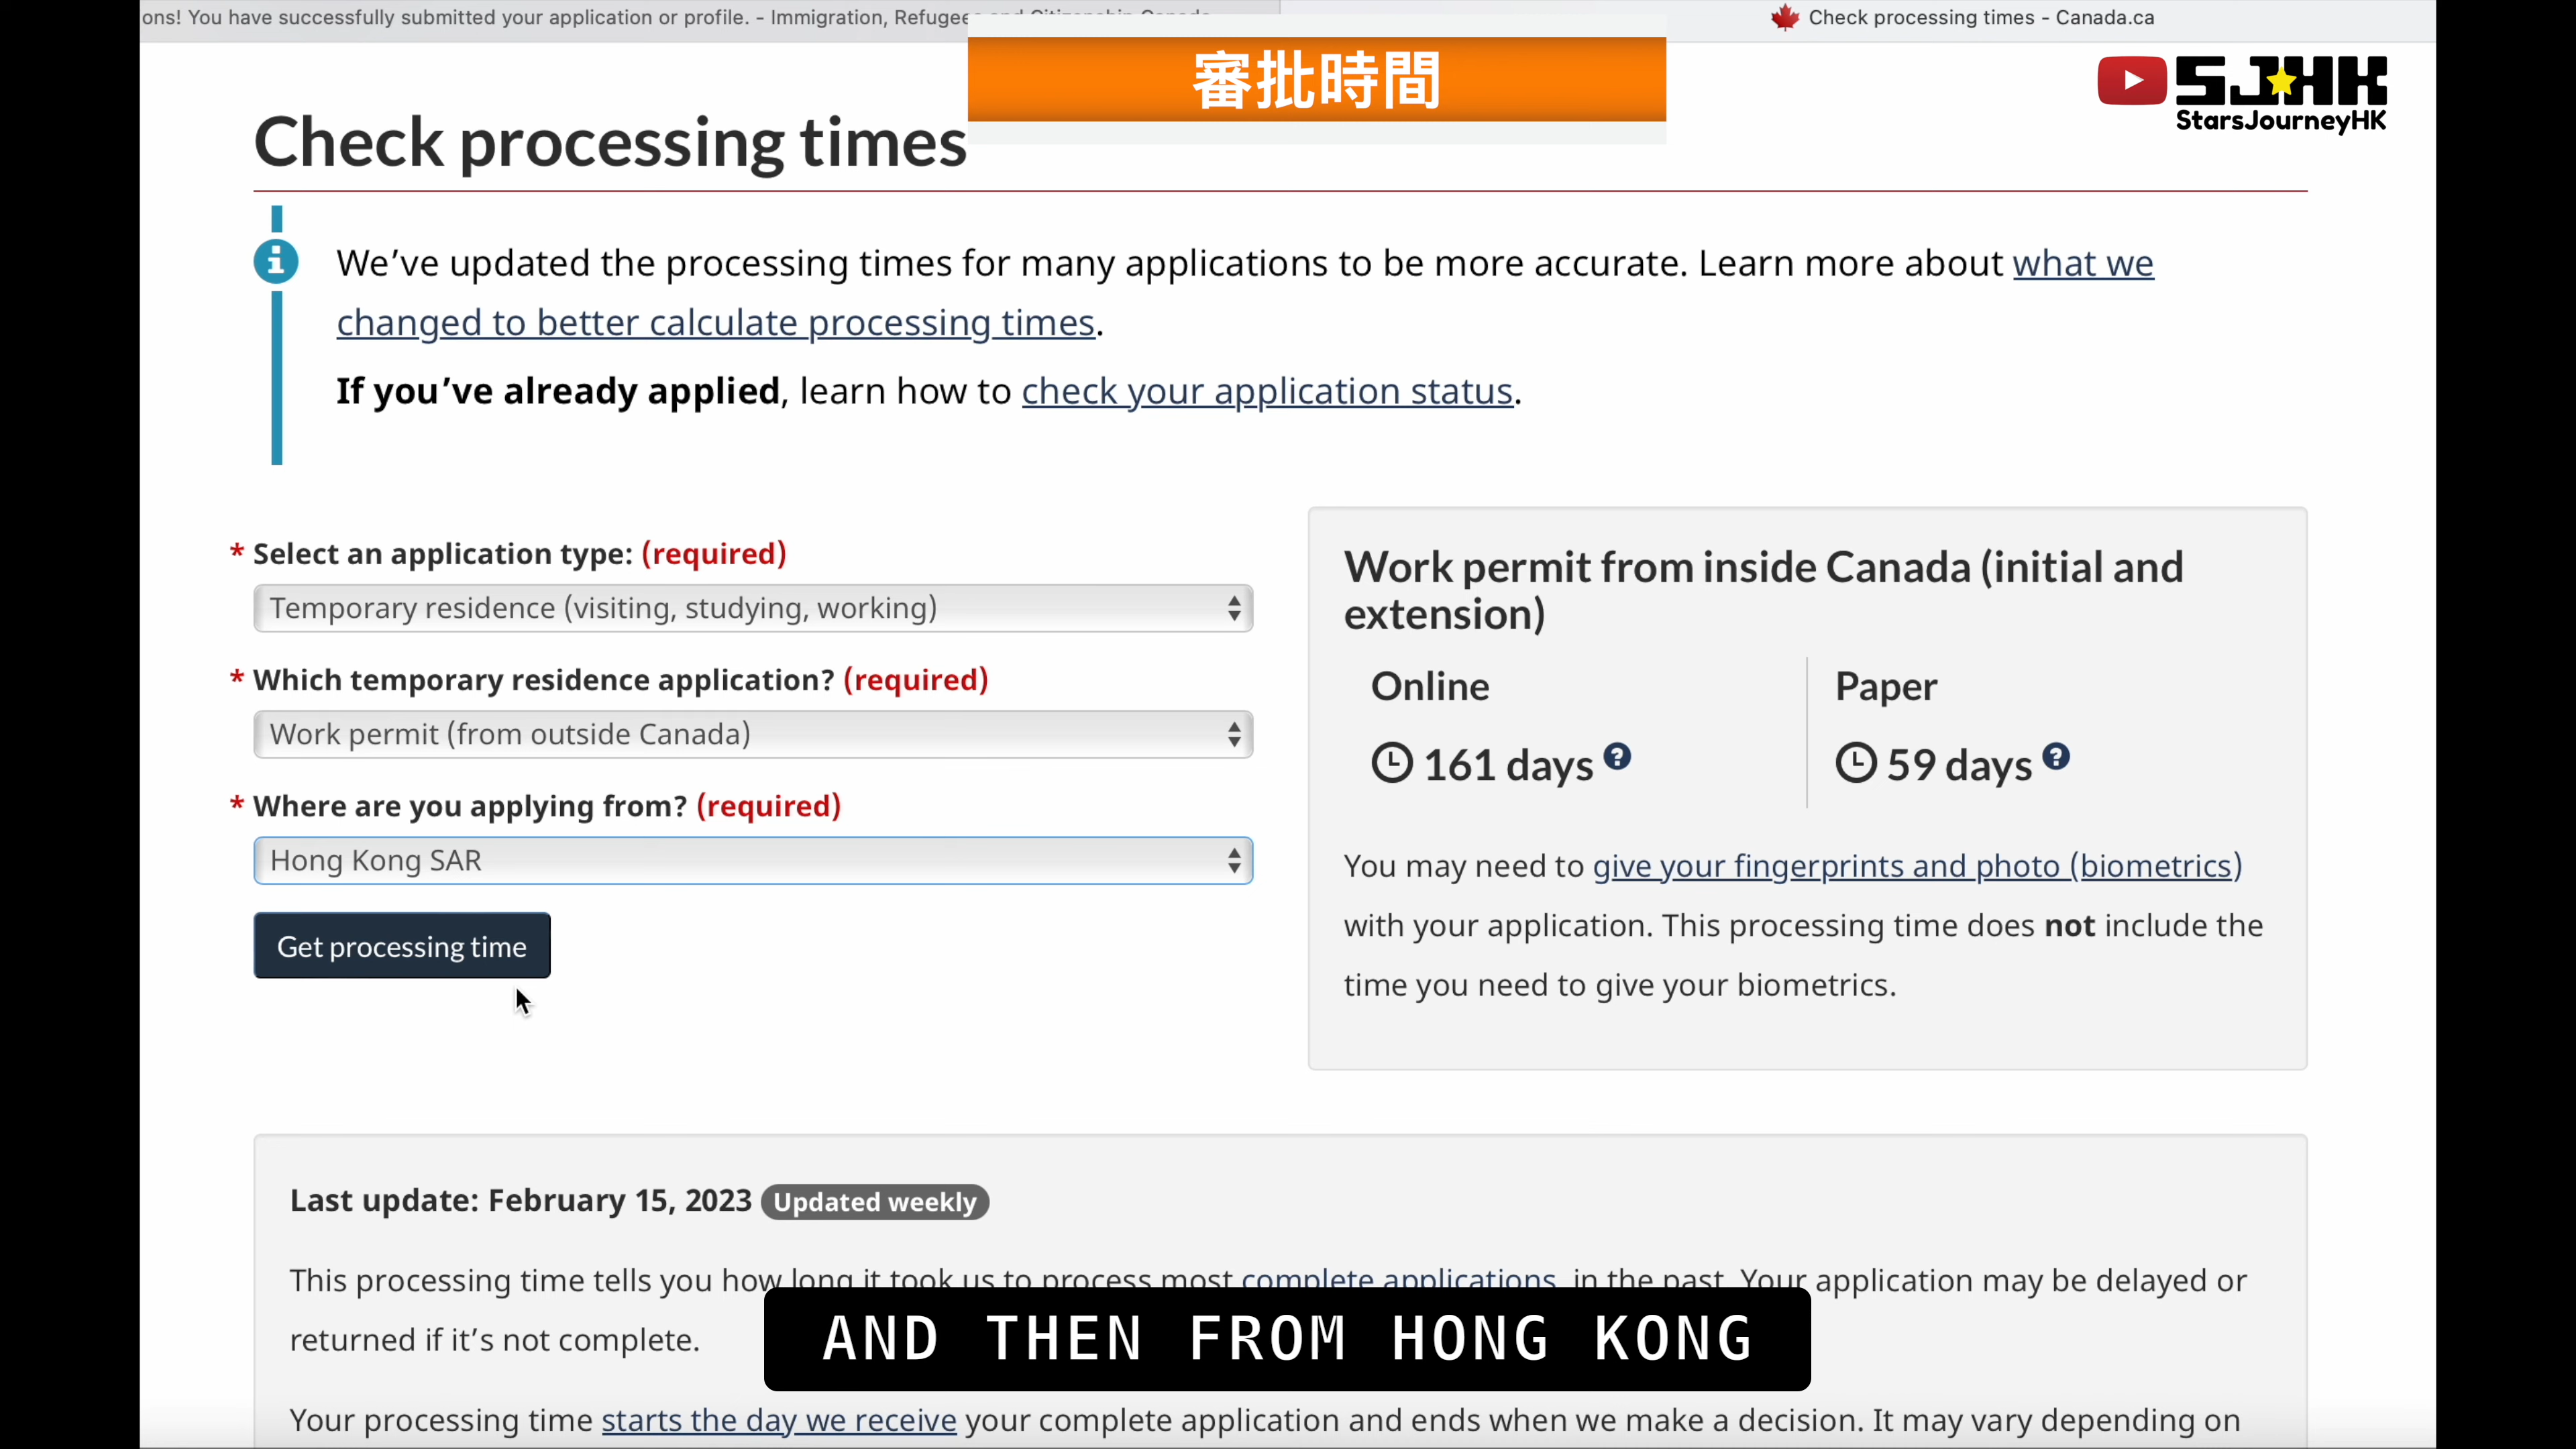 ons! You have successfully submitted your application or profile. - Immigration, Refugees and Citizenship Canada
Check processing times - Canada.ca
審批時間
SJHK
StarsJourneyHK
Check processing times
We've updated the processing times for many applications to be more accurate. Learn more about what we
changed to better calculate processing times.
If you've already applied, learn how to check your application status.
* Select an application type: (required)
Temporary residence (visiting, studying, working)
* Which temporary residence application? (required)
Work permit (from outside Canada)
* Where are you applying from? (required)
Hong Kong SAR
Get processing time
Work permit from inside Canada (initial and
extension)
Online
Paper
161 days
59 days
You may need to give your fingerprints and photo (biometrics)
with your application. This processing time does not include the
time you need to give your biometrics.
Last update: February 15, 2023 Updated weekly
This processing time tells you how long it took us to process most complete applications in the past. Your application may be delayed or
returned if it's not complete.
AND THEN FROM HONG KONG
Your processing time starts the day we receive your complete application and ends when we make a decision. It may vary depending on